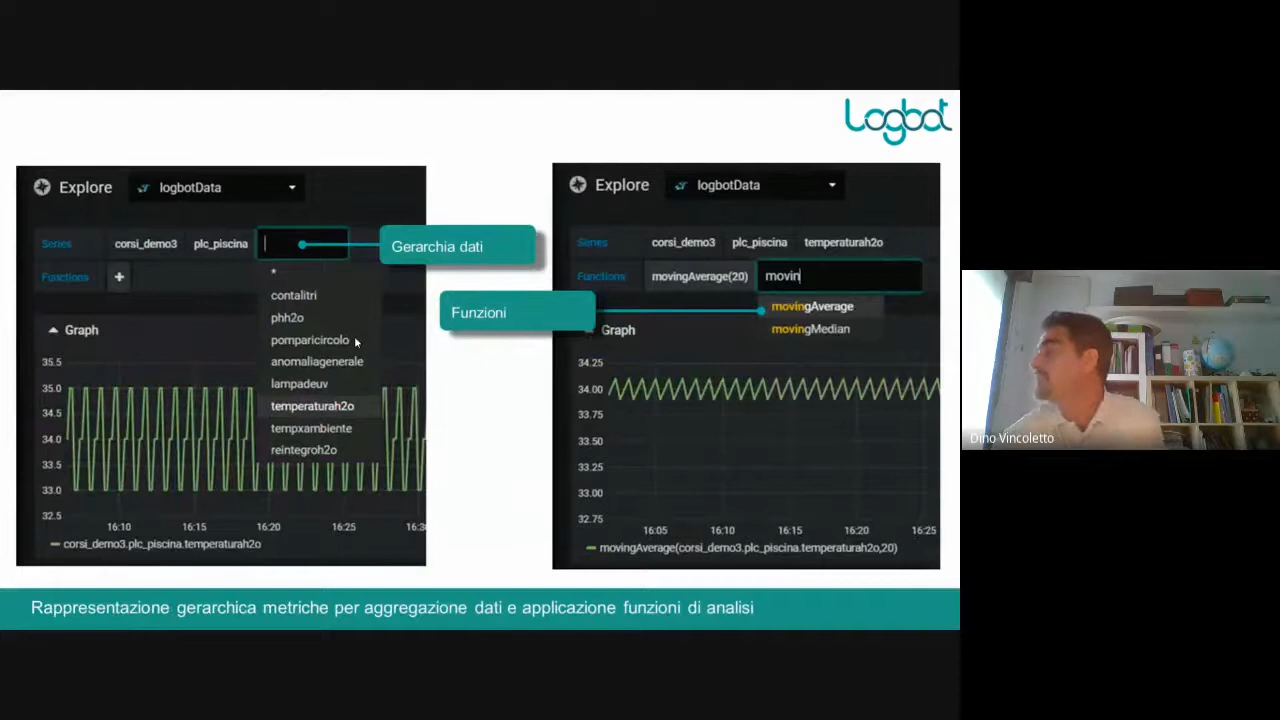 Logbot
Explore logbotData
Series corsi_demo3 plc_piscina
Gerarchia dati
Functions +
*
contalitri
phh2o
pomparicircolo
anomaliagenerale
lampadeuv
temperaturah2o
tempxambiente
reintegroh2o
Graph
35.5
35.0
34.5
34.0
33.5
33.0
32.5
16:10 16:15 16:20 16:25 16:30
corsi_demo3.plc_piscina.temperaturah2o
Explore logbotData
Series corsi_demo3 plc_piscina temperaturah2o
Functions movingAverage(20) movin
Funzioni
movingAverage
movingMedian
Graph
34.25
34.00
33.75
33.50
33.25
33.00
32.75
16:05 16:10 16:15 16:20 16:25
movingAverage(corsi_demo3.plc_piscina.temperaturah2o,20)
Rappresentazione gerarchica metriche per aggregazione dati e applicazione funzioni di analisi
Dino Vincoletto